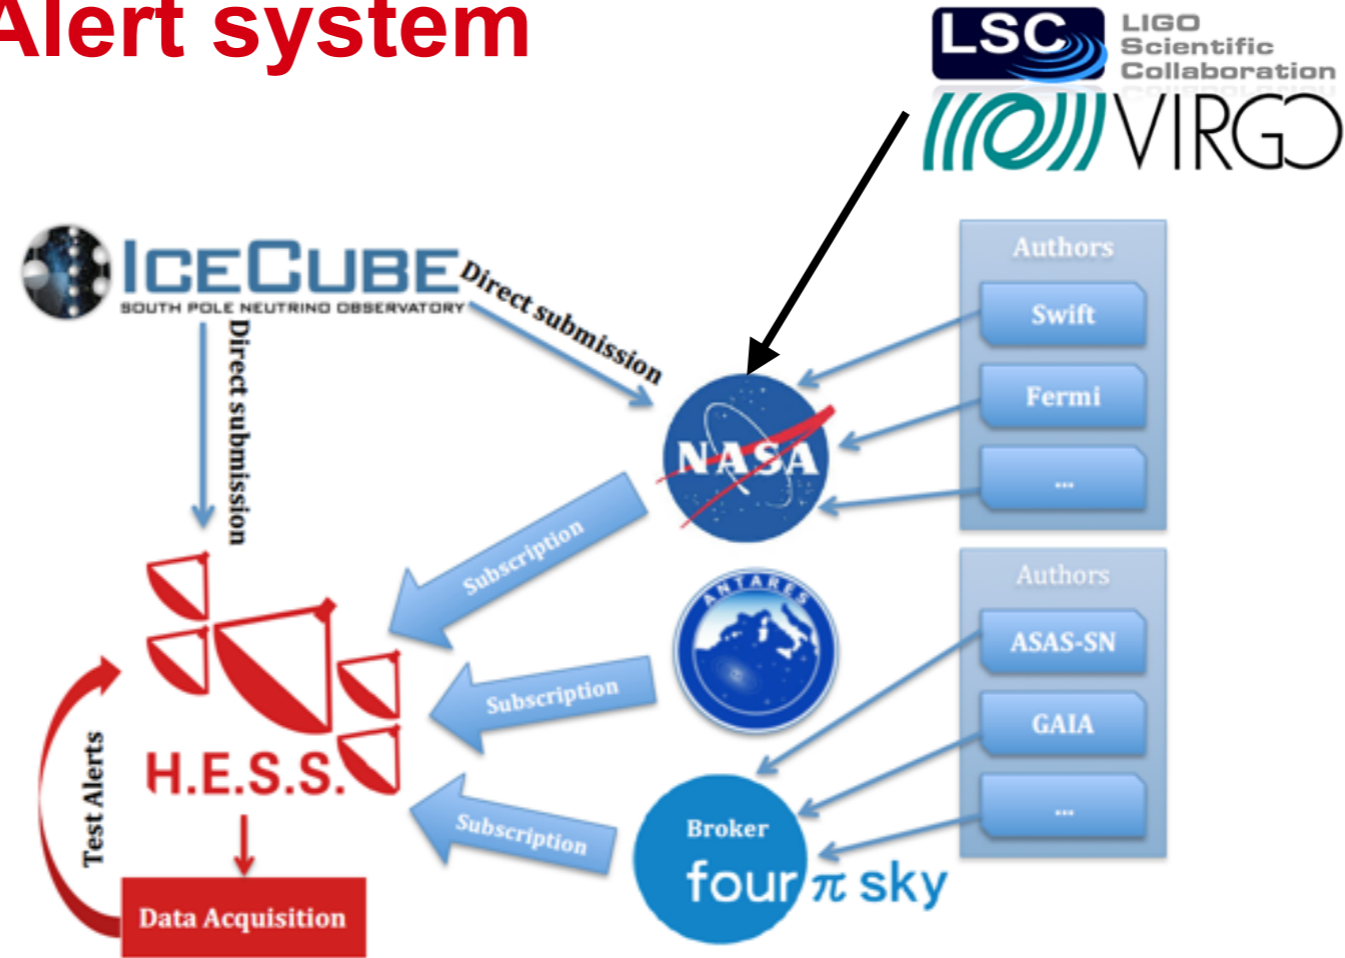 Alert system
LSC
LIGO
Scientific
Collaboration
VIRGO
ICECUBE
SOUTH POLE NEUTRINO OBSERVATORY
Direct submission
Direct submission
Authors
Swift
Fermi
...
NASA
Subscription
ANTARES
Subscription
Authors
ASAS-SN
GAIA
...
H.E.S.S.
Test Alerts
Subscription
Broker
four π sky
Data Acquisition